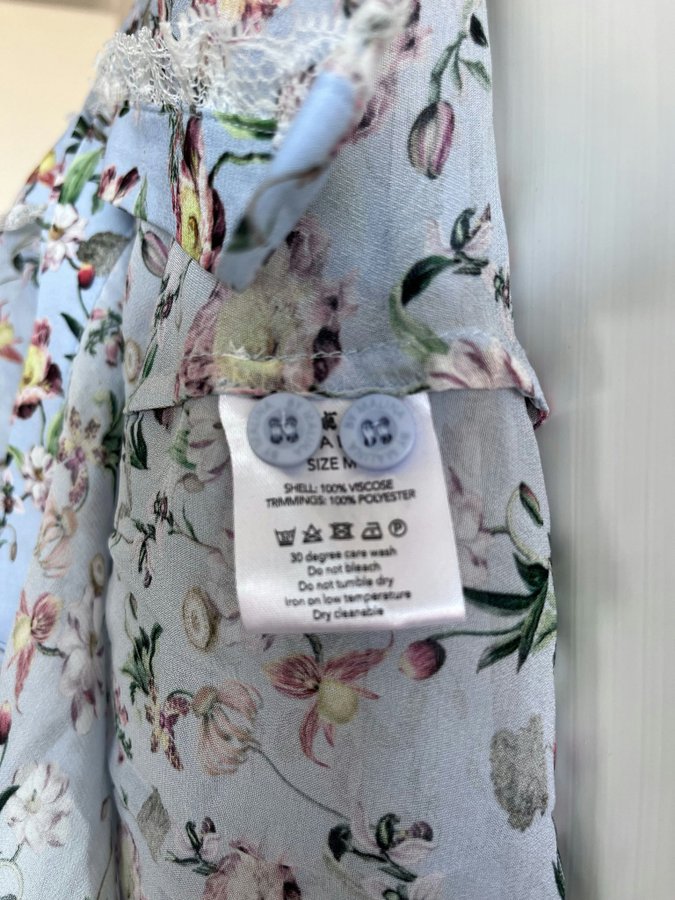 SIZE M
SHELL: 100% VISCOSE
TRIMMINGS: 100% POLYESTER
P
30 degree care wash
Do not bleach
Do not tumble dry
Iron on low temperature
Dry cleanable